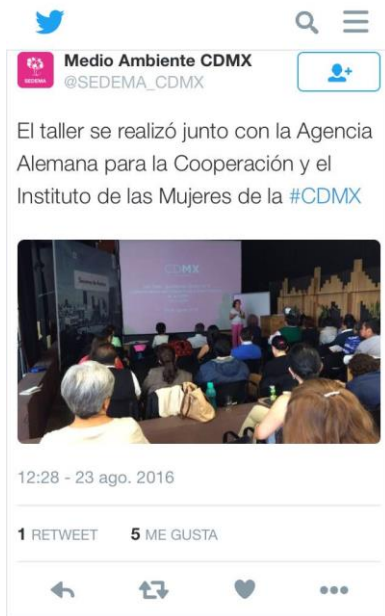 Medio Ambiente CDMX
SEDEMA
@SEDEMA_CDMX
El taller se realizó junto con la Agencia
Alemana para la Cooperación y el
Instituto de las Mujeres de la #CDMX
CDMX
12:28 - 23 ago. 2016
1 RETWEET 5 ME GUSTA